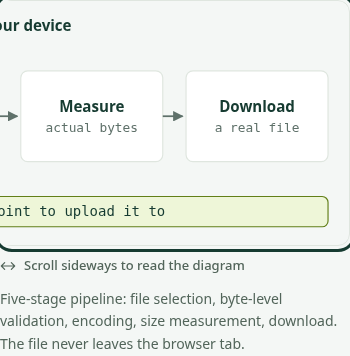 our device
Measure
actual bytes
Download
a real file
oint to upload it to
↔ Scroll sideways to read the diagram
Five-stage pipeline: file selection, byte-level
validation, encoding, size measurement, download.
The file never leaves the browser tab.